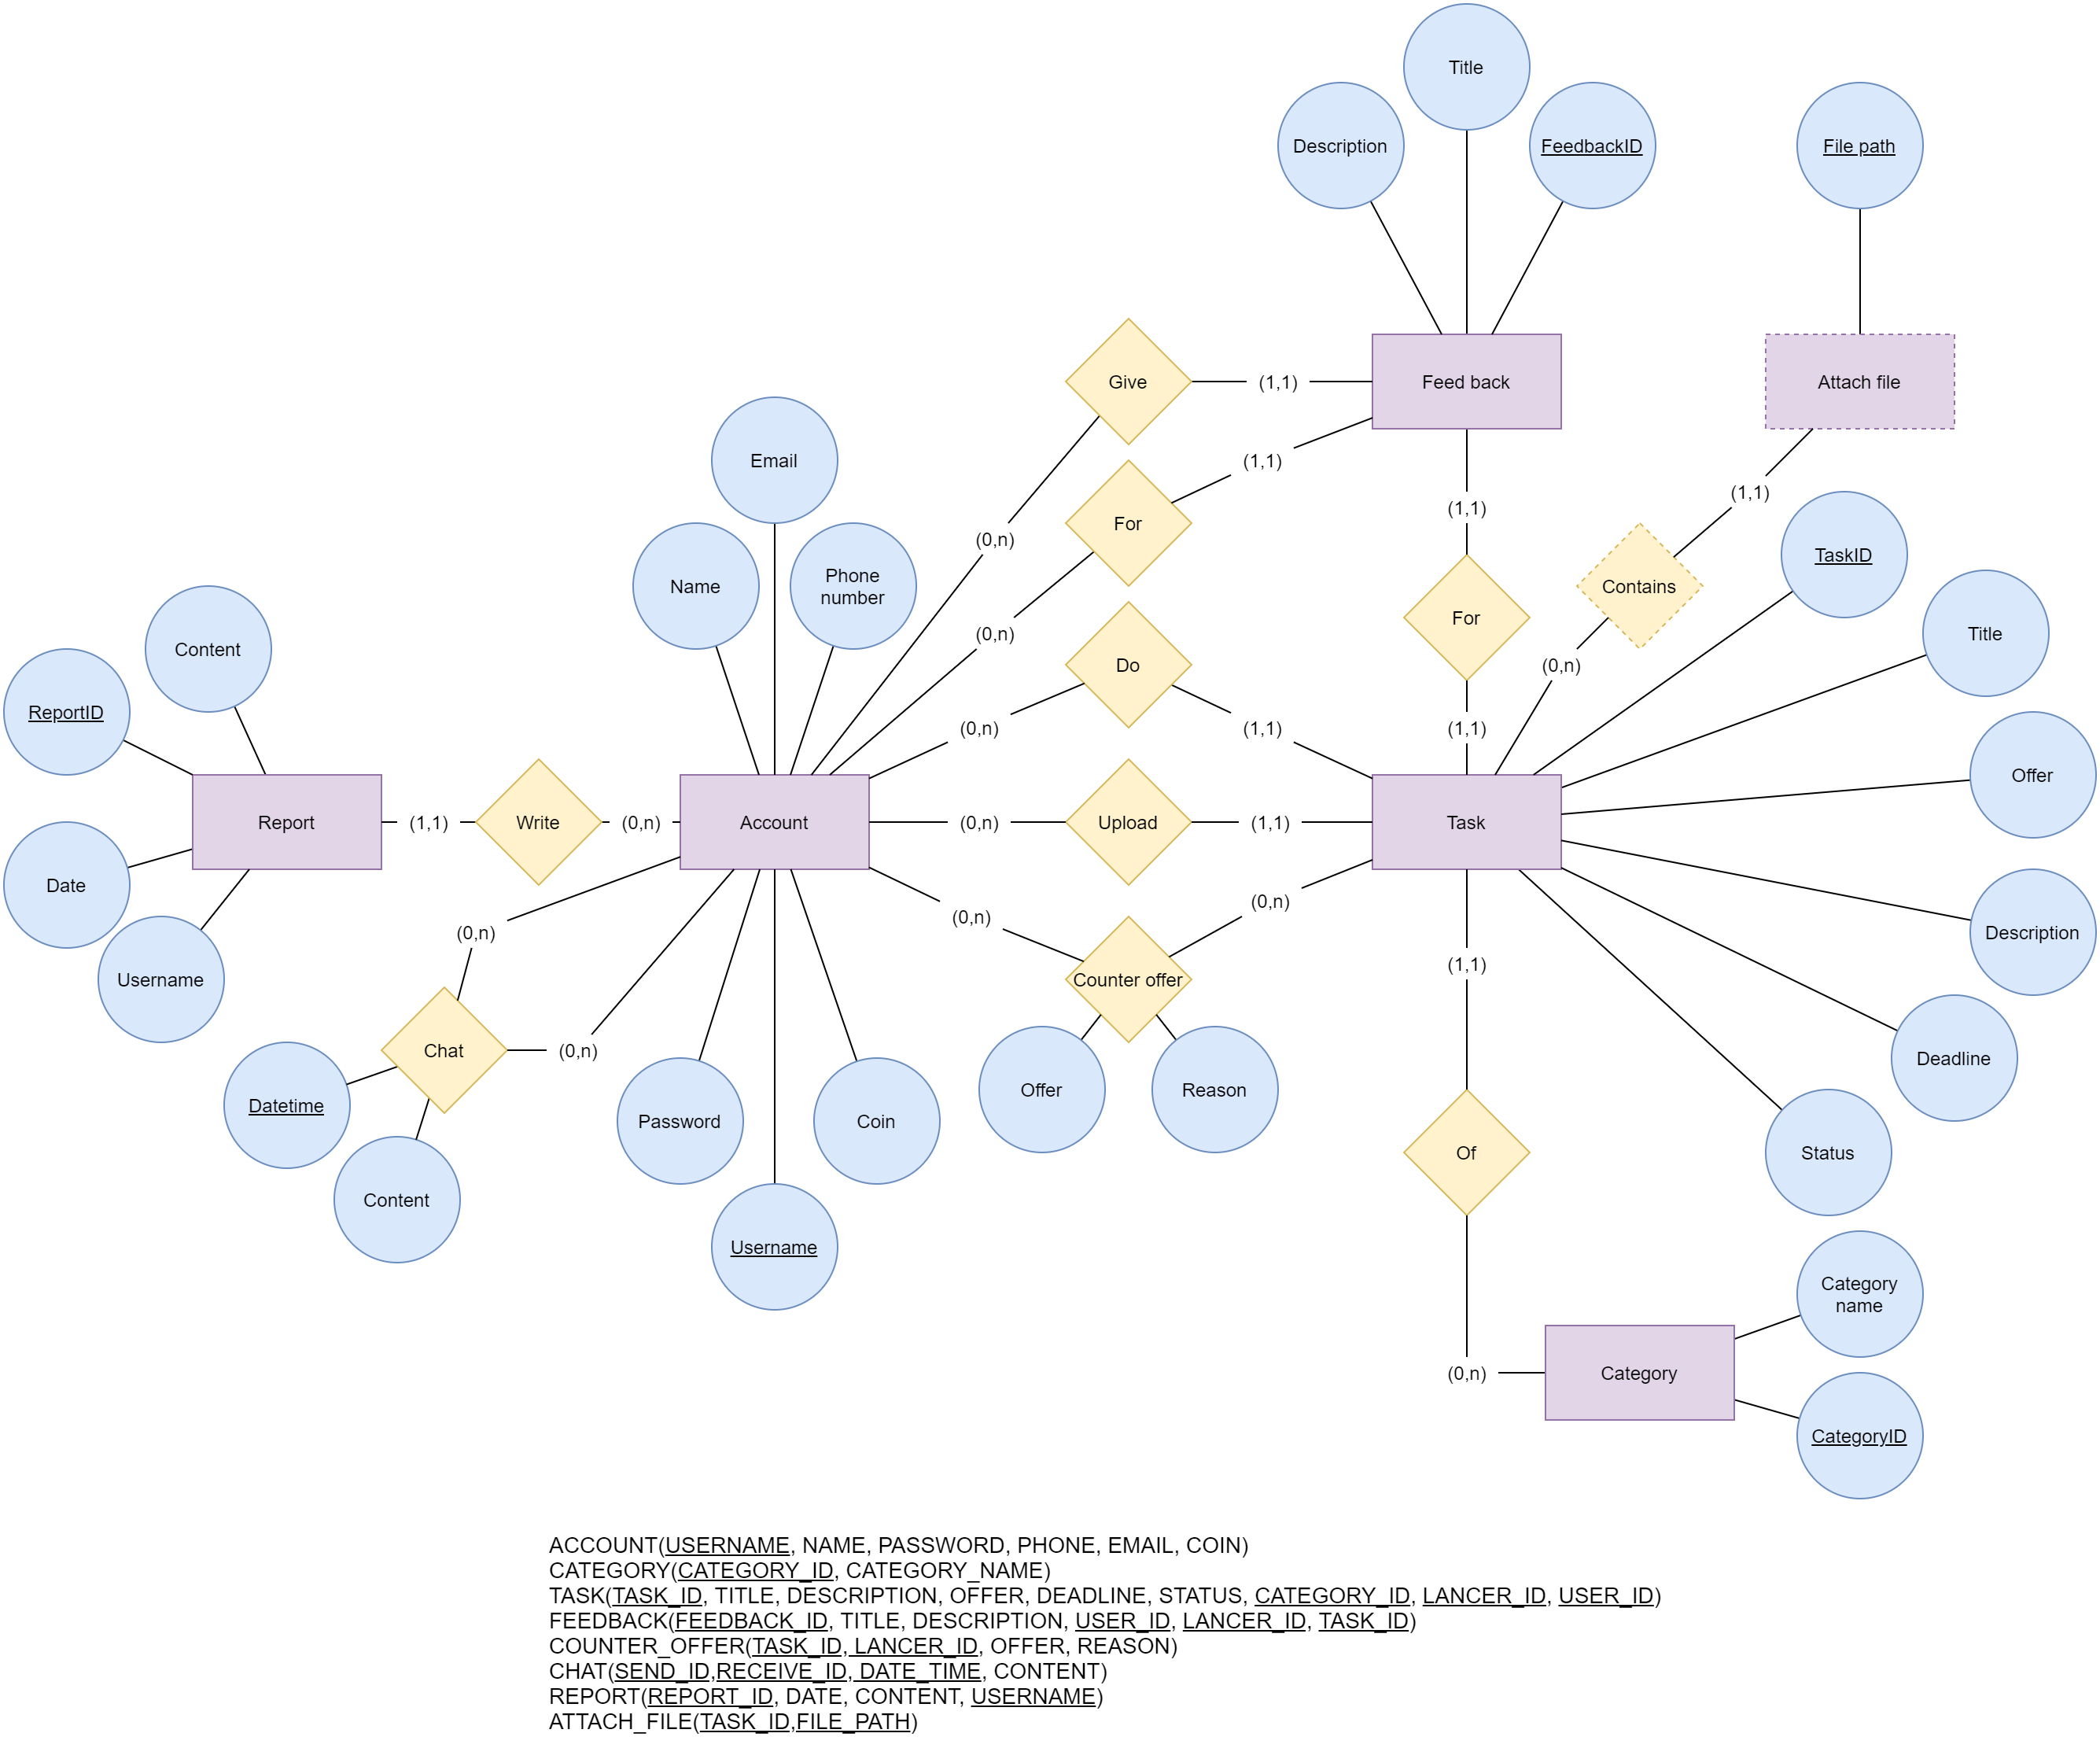 Title
Description
FeedbackID
File path
Give
(1,1)
Feed back
Attach file
Email
(1,1)
(1,1)
(1,1)
For
(0,n)
TaskID
Name
Phone
number
Contains
For
Title
(0,n)
Content
Do
(0,n)
ReportID
(0,n)
(1,1)
(1,1)
Offer
Report
(1,1)
Write
(0,n)
Account
(0,n)
Upload
(1,1)
Task
Date
(0,n)
(0,n)
(0,n)
Description
(1,1)
Username
Counter offer
Chat
(0,n)
Deadline
Datetime
Offer
Reason
Password
Coin
Of
Status
Content
Username
Category
name
(0,n)
Category
CategoryID
ACCOUNT(USERNAME, NAME, PASSWORD, PHONE, EMAIL, COIN)
CATEGORY(CATEGORY_ID, CATEGORY_NAME)
TASK(TASK_ID, TITLE, DESCRIPTION, OFFER, DEADLINE, STATUS, CATEGORY_ID, LANCER_ID, USER_ID)
FEEDBACK(FEEDBACK_ID, TITLE, DESCRIPTION, USER_ID, LANCER_ID, TASK_ID)
COUNTER_OFFER(TASK_ID, LANCER_ID, OFFER, REASON)
CHAT(SEND_ID,RECEIVE_ID, DATE_TIME, CONTENT)
REPORT(REPORT_ID, DATE, CONTENT, USERNAME)
ATTACH_FILE(TASK_ID,FILE_PATH)